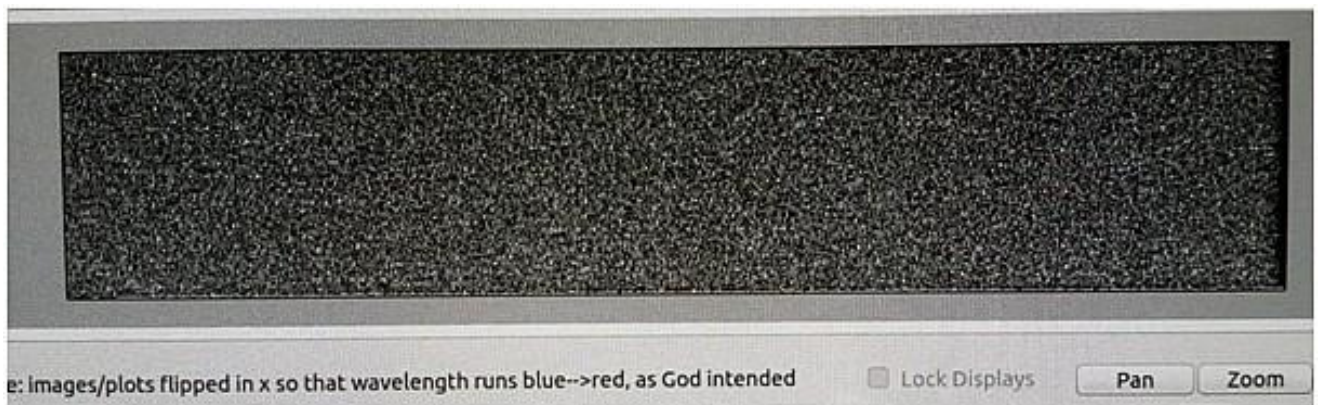 e: images/plots flipped in x so that wavelength runs blue-->red, as God intended
Lock Displays
Pan
Zoom